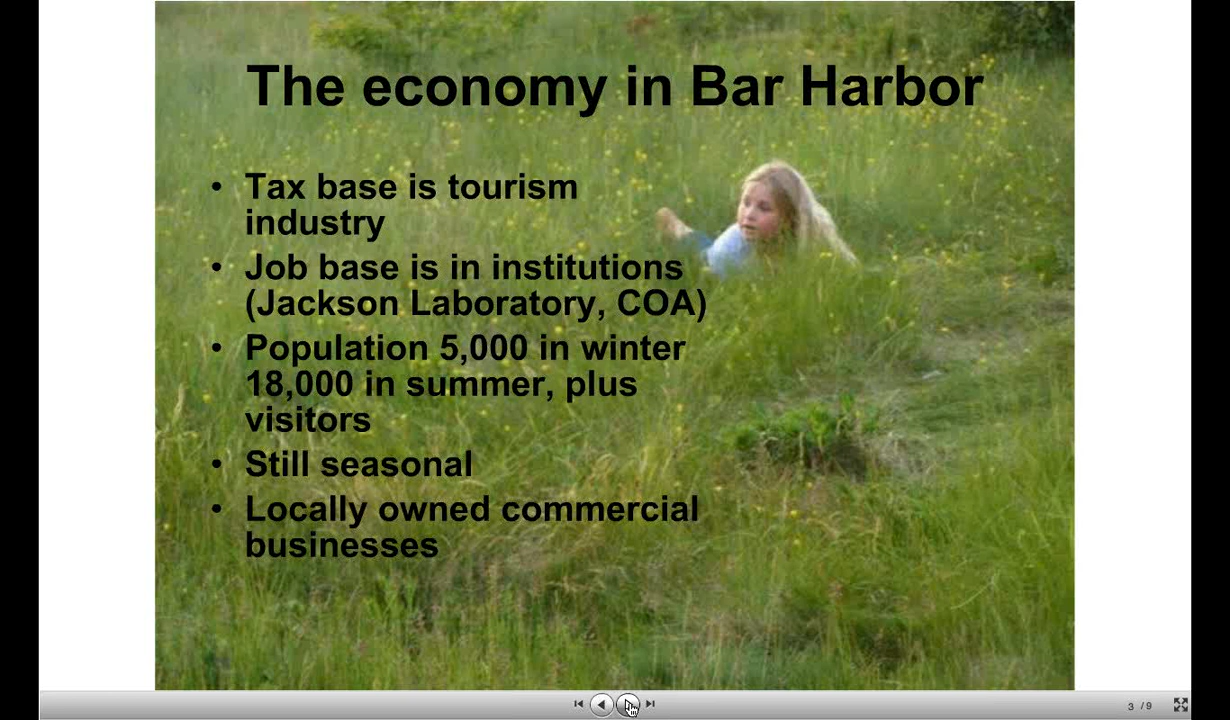 The economy in Bar Harbor
• Tax base is tourism
industry
• Job base is in institutions
(Jackson Laboratory, COA)
• Population 5,000 in winter
18,000 in summer, plus
visitors
• Still seasonal
• Locally owned commercial
businesses
3 / 9